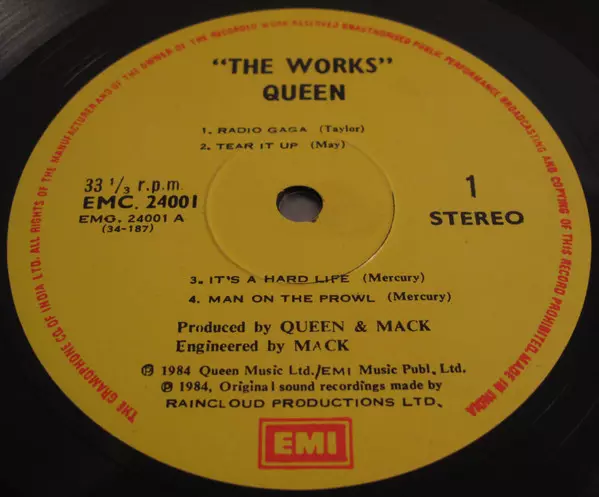 THE GRAMOPHONE CO. OF INDIA LTD. ALL RIGHTS OF THE MANUFACTURER AND OF THE OWNER OF THE RECORDED WORK RESERVED UNAUTHORISED PUBLIC PERFORMANCE BROADCASTING AND COPYING OF THIS RECORD PROHIBITED. MADE IN INDIA
"THE WORKS"
QUEEN
1. RADIO GAGA (Taylor)
2. TEAR IT UP (May)
33 1/3 r.p.m.
EMC. 24001
EMG. 24001 A
(34-187)
1
STEREO
3. IT'S A HARD LIFE (Mercury)
4. MAN ON THE PROWL (Mercury)
Produced by QUEEN & MACK
Engineered by MACK
℗ 1984 Queen Music Ltd./EMI Music Publ. Ltd.
℗ 1984, Original sound recordings made by
RAINCLOUD PRODUCTIONS LTD.
EMI